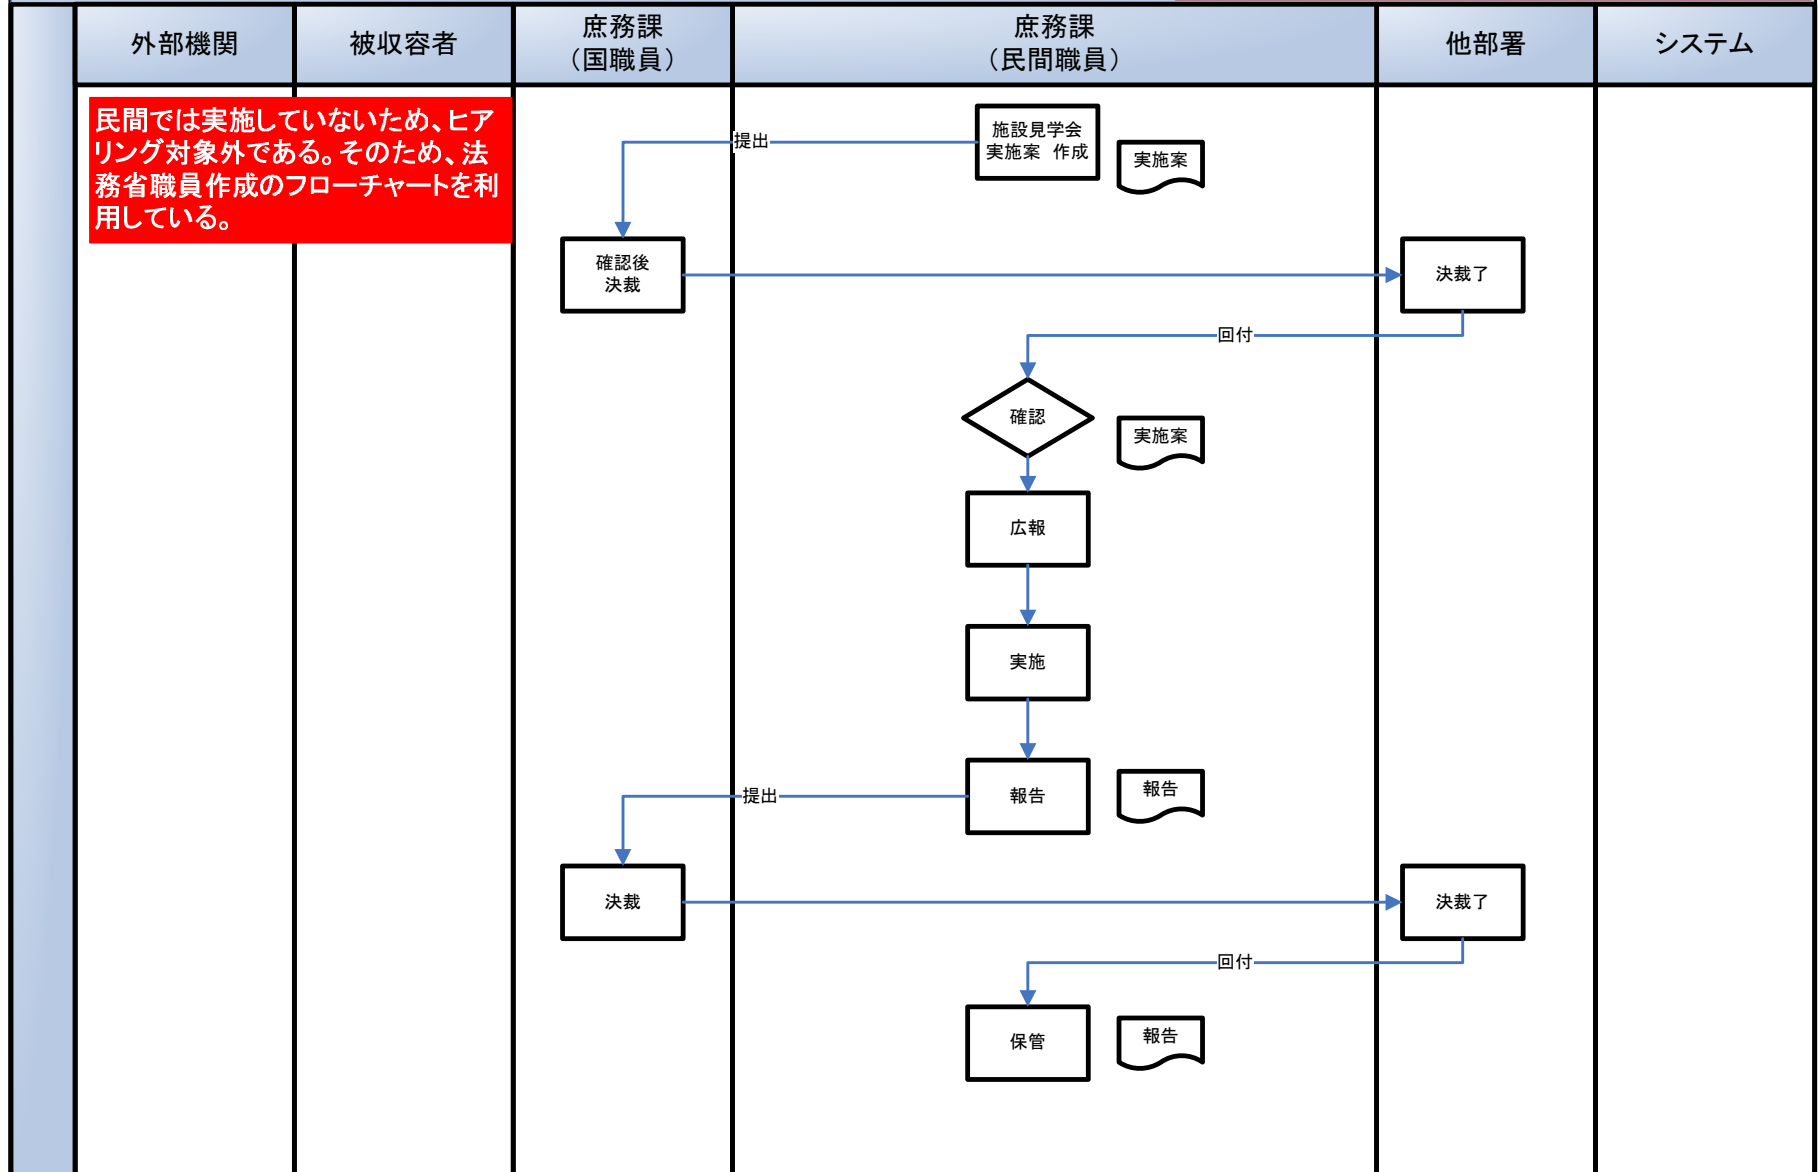 外部機関
被収容者
庶務課
（国職員）
庶務課
（民間職員）
他部署
システム
民間では実施していないため、ヒア
リング対象外である。そのため、法
務省職員作成のフローチャートを利
用している。
施設見学会
実施案　作成
実施案
提出
確認後
決裁
決裁了
回付
確認
実施案
広報
実施
報告
報告
提出
決裁
決裁了
回付
保管
報告